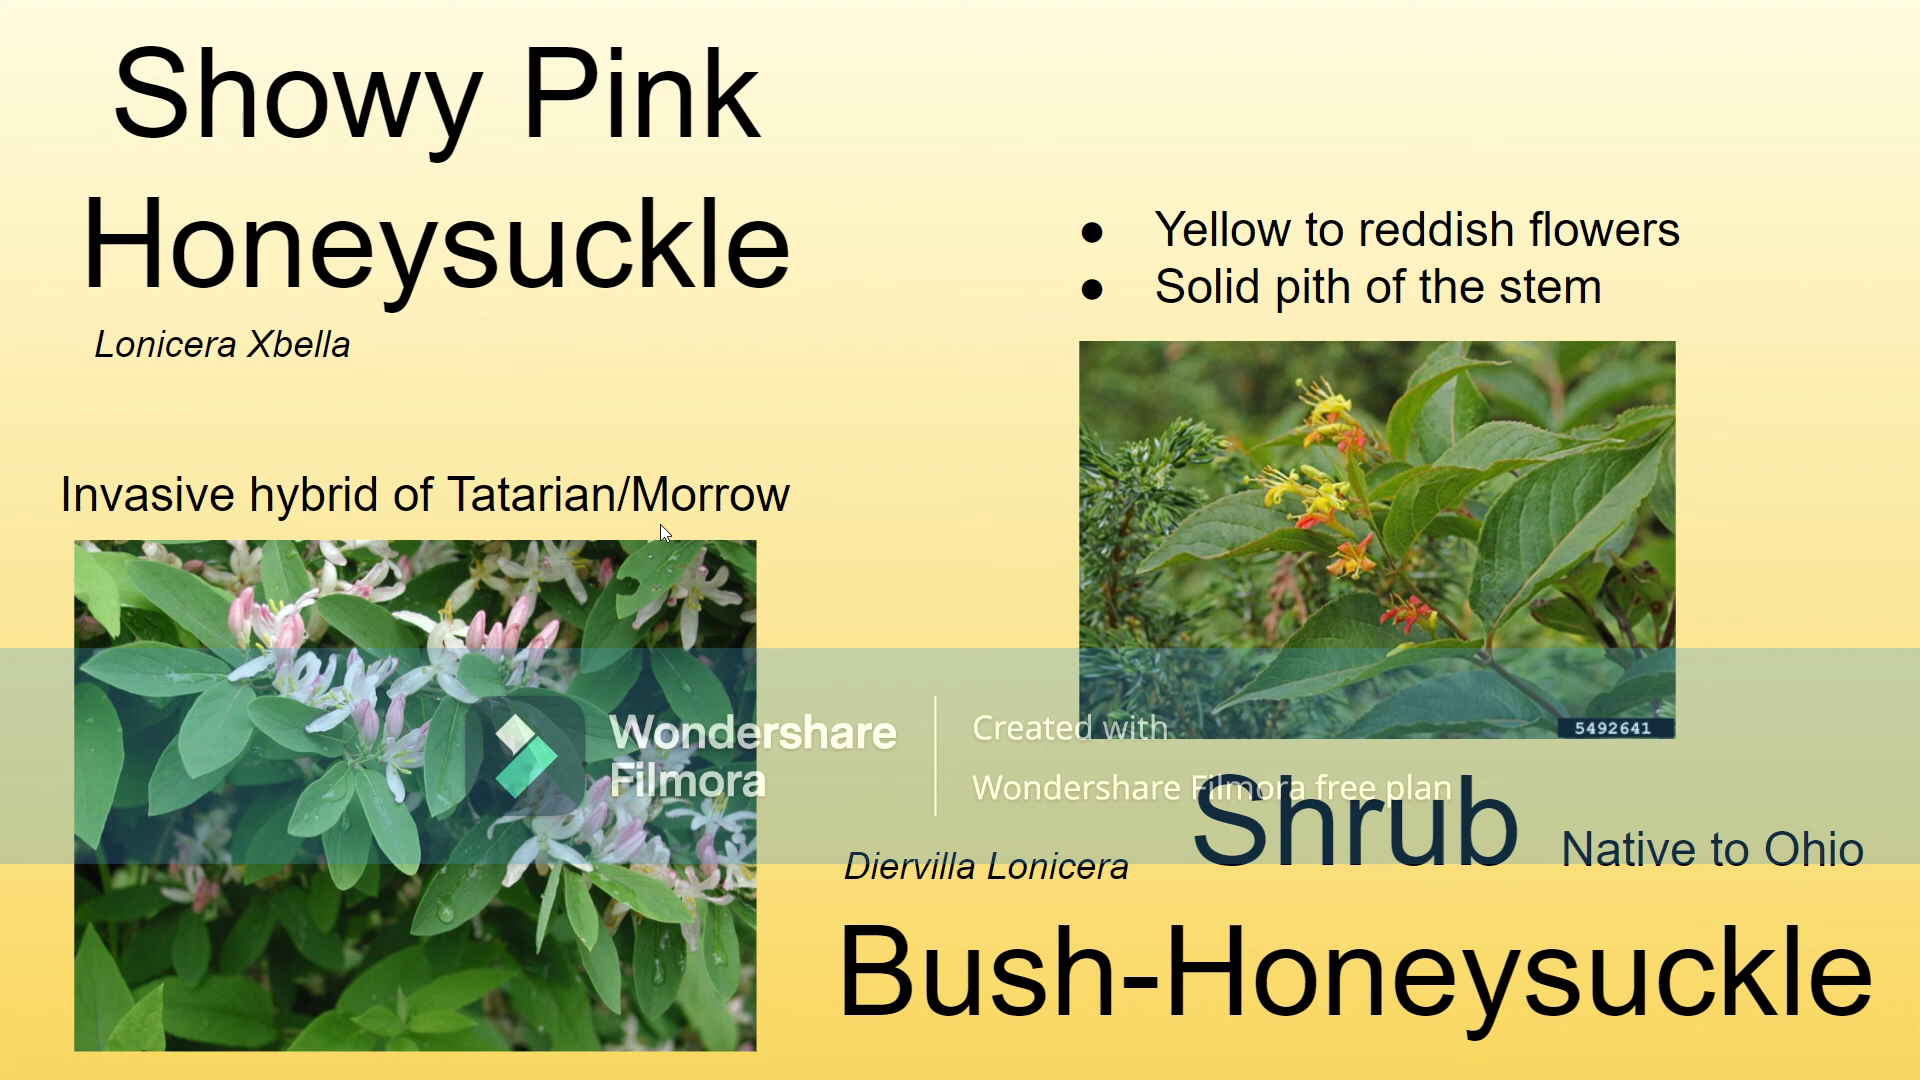 Showy Pink
Honeysuckle
Lonicera Xbella
Invasive hybrid of Tatarian/Morrow
● Yellow to reddish flowers
● Solid pith of the stem
5492641
Wondershare
Filmora
Created with
Wondershare Filmora free plan
Shrub
Native to Ohio
Diervilla Lonicera
Bush-Honeysuckle